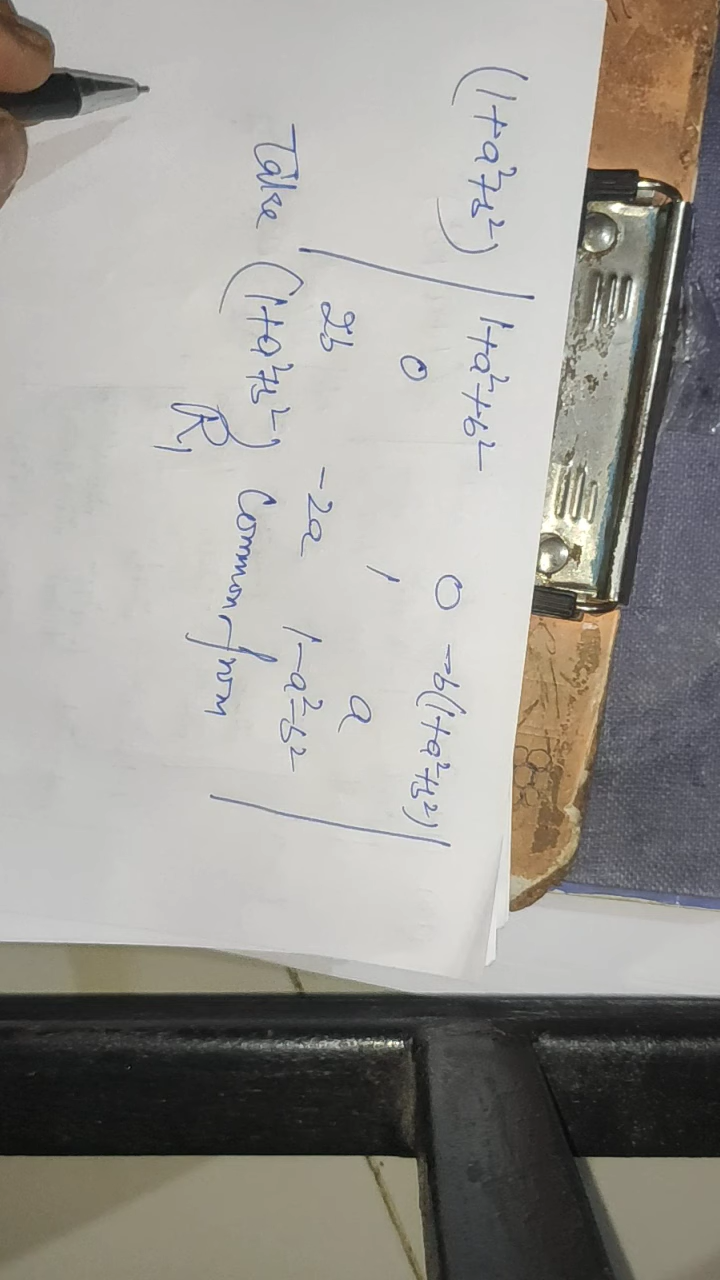 (1+a²+b²) | 1+a²+b² 0 -b(1+a²+b²) |
0 1 a
2b -2a 1-a²-b²
Take (1+a²+b²) common from
R₁